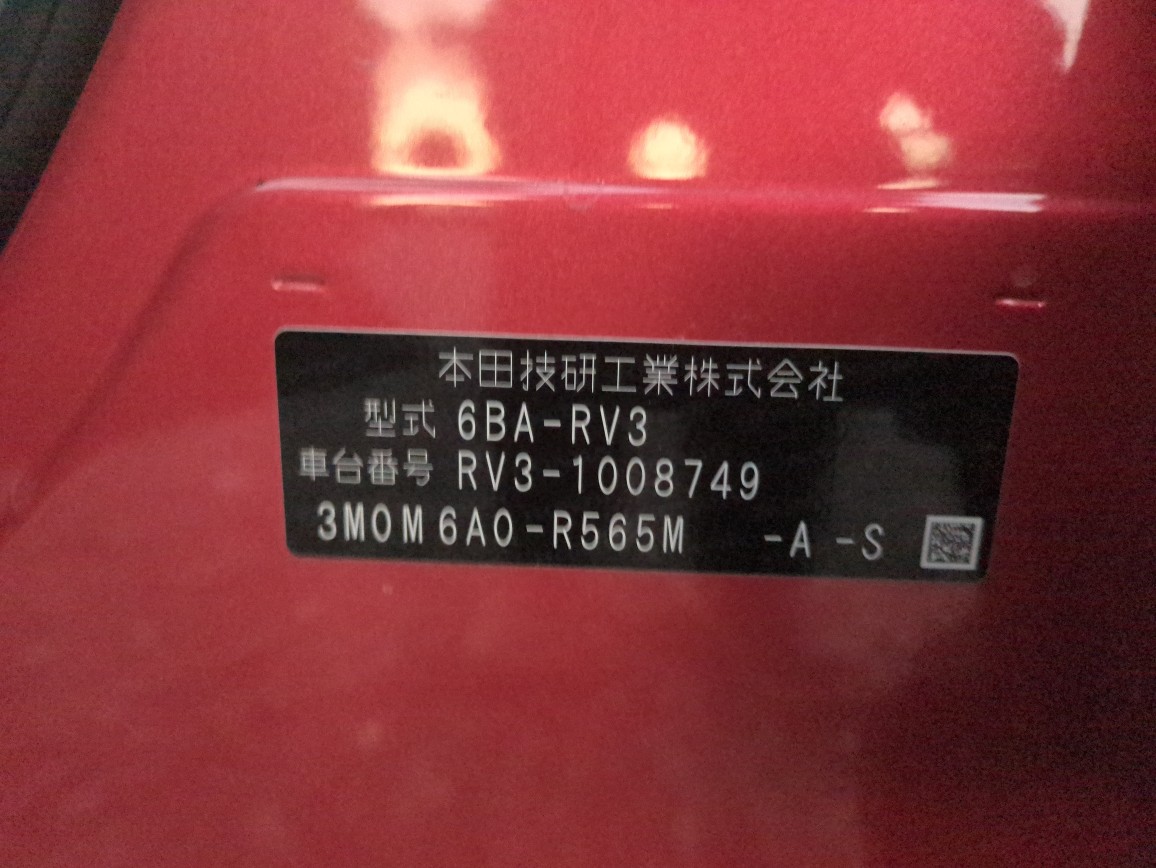 本田技研工業株式会社
型式 6BA-RV3
車台番号 RV3-1008749
3M0M6A0-R565M -A -S